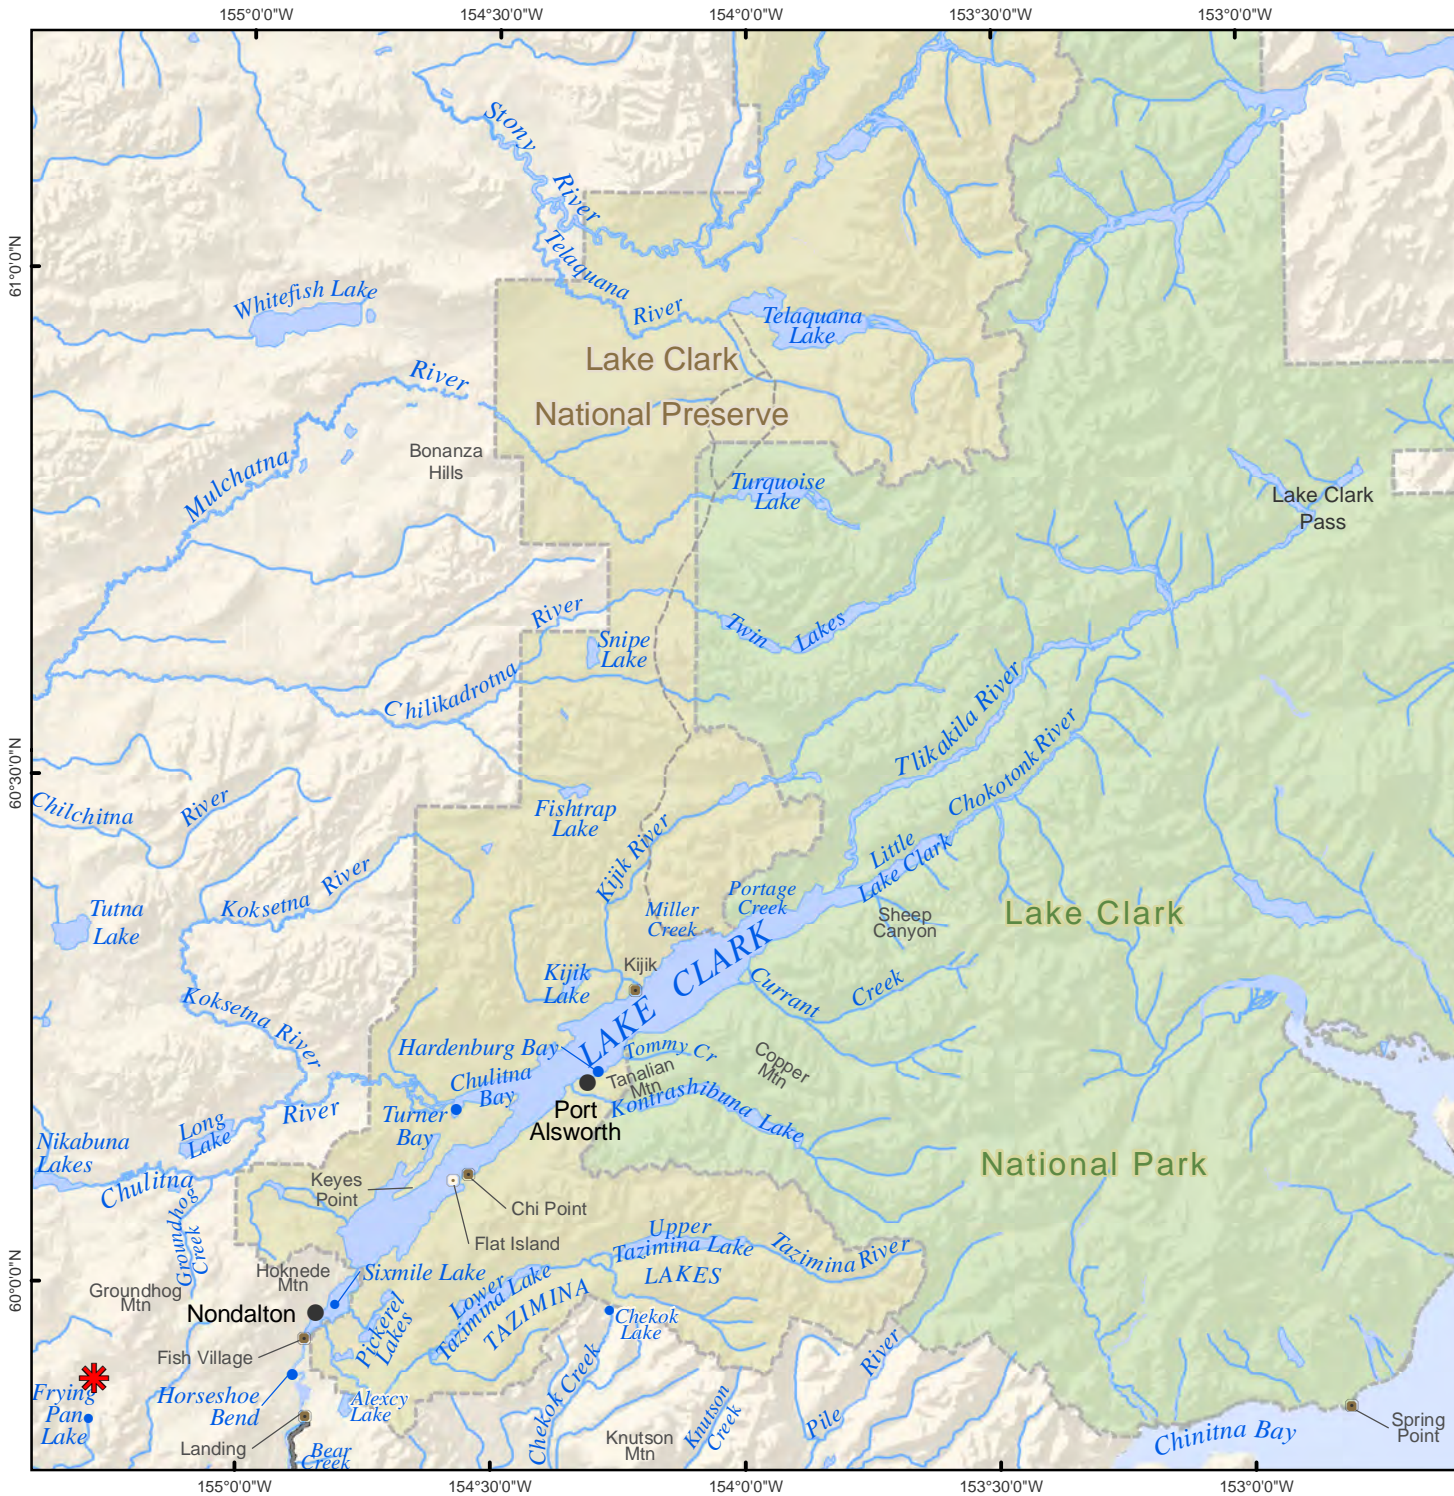 155°0'0"W
154°30'0"W
154°0'0"W
153°30'0"W
153°0'0"W
61°0'0"N
60°30'0"N
60°0'0"N
Stony
River
Telaquana
River
Whitefish Lake
Telaquana
Lake
Lake Clark
National Preserve
River
Mulchatna
Bonanza
Hills
Turquoise
Lake
Lake Clark
Pass
River
Snipe
Lake
Twin
Lakes
Chilikadrotna
Tlikakila River
Chokotonk River
Chilchitna
River
Fishtrap
Lake
Kijik River
Little
Lake Clark
Koksetna
River
Portage
Creek
Miller
Creek
Sheep
Canyon
Lake Clark
Tutna
Lake
Kijik
Kijik
Lake
LAKE CLARK
Currant
Creek
Koksetna River
Hardenburg Bay
Tommy Cr
Copper
Mtn
Tanalian
Mtn
Chulitna
Bay
Kontrashibuna Lake
Port
Alsworth
Turner
Bay
River
Long
Lake
Nikabuna
Lakes
Chulitna
Keyes
Point
Chi Point
Flat Island
National Park
Groundhog
Creek
Upper
Tazimina Lake
Tazimina River
LAKES
Hoknede
Mtn
Sixmile Lake
Lower
Tazimina Lake
TAZIMINA
Groundhog
Mtn
Nondalton
Pickerel
Lakes
Chekok
Lake
Fish Village
Pile
River
Frying
Pan
Lake
Horseshoe
Bend
Alexcy
Lake
Chekok Creek
Knutson
Creek
Knutson
Mtn
Landing
Bear
Creek
Chinitna Bay
Spring
Point
155°0'0"W
154°30'0"W
154°0'0"W
153°30'0"W
153°0'0"W